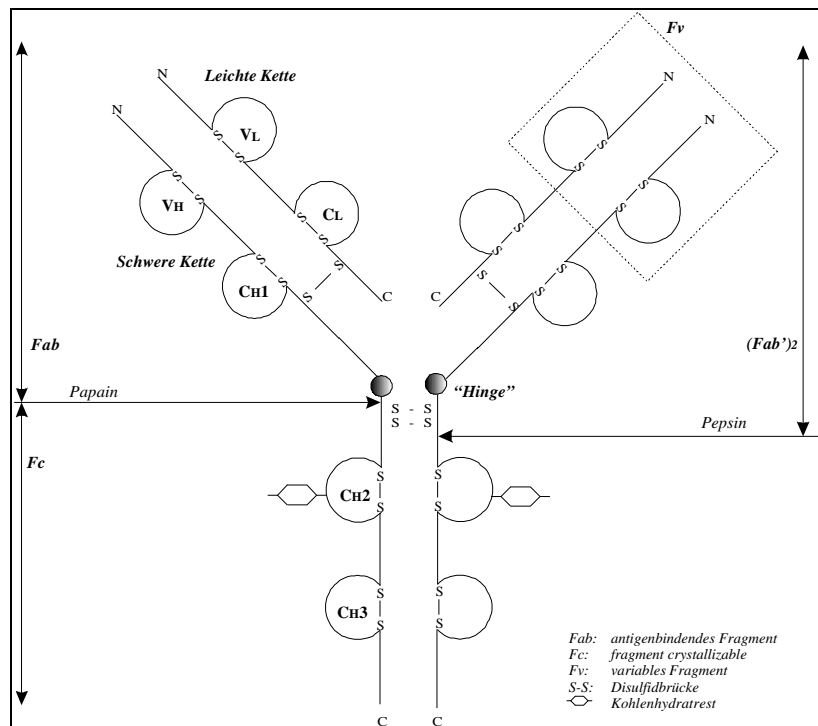 Fv
N
Leichte Kette
N
N
N
VL
S
S
S
S
S
S
VH
S
S
CL
S
S
S
S
S
S
Schwere Kette
S
S
S
S
S
S
S
S
CH1
S
S
C
C
Fab
(Fab’)2
Papain
“Hinge”
S - S
S - S
Pepsin
Fc
S
S
CH2
S
S
S
S
CH3
S
S
C
C
Fab: antigenbindendes Fragment
Fc: fragment crystallizable
Fv: variables Fragment
S-S: Disulfidbrücke
Kohlenhydratrest